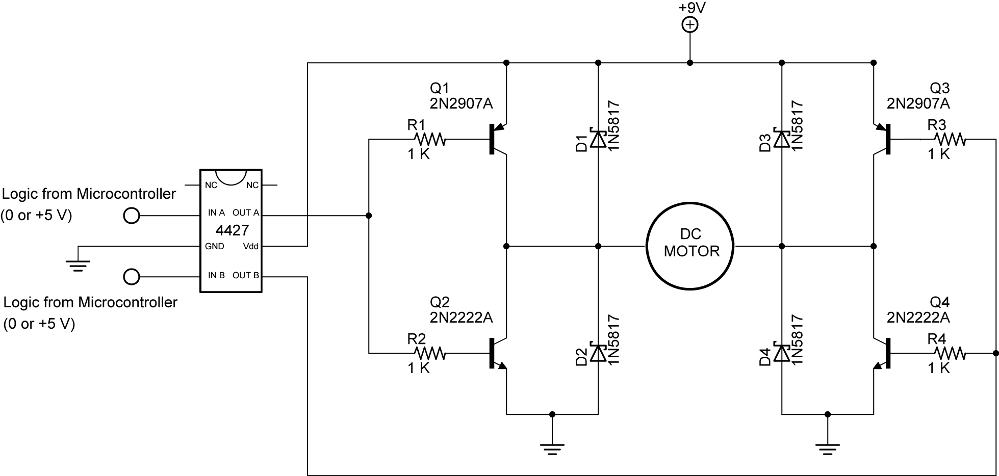 +9V
Q1
2N2907A
Q3
2N2907A
R1
1 K
D1
1N5817
D3
1N5817
R3
1 K
NC
NC
Logic from Microcontroller
(0 or +5 V)
IN A
OUT A
4427
GND
Vdd
IN B
OUT B
DC
MOTOR
Logic from Microcontroller
(0 or +5 V)
Q2
2N2222A
Q4
2N2222A
R2
1 K
D2
1N5817
D4
1N5817
R4
1 K